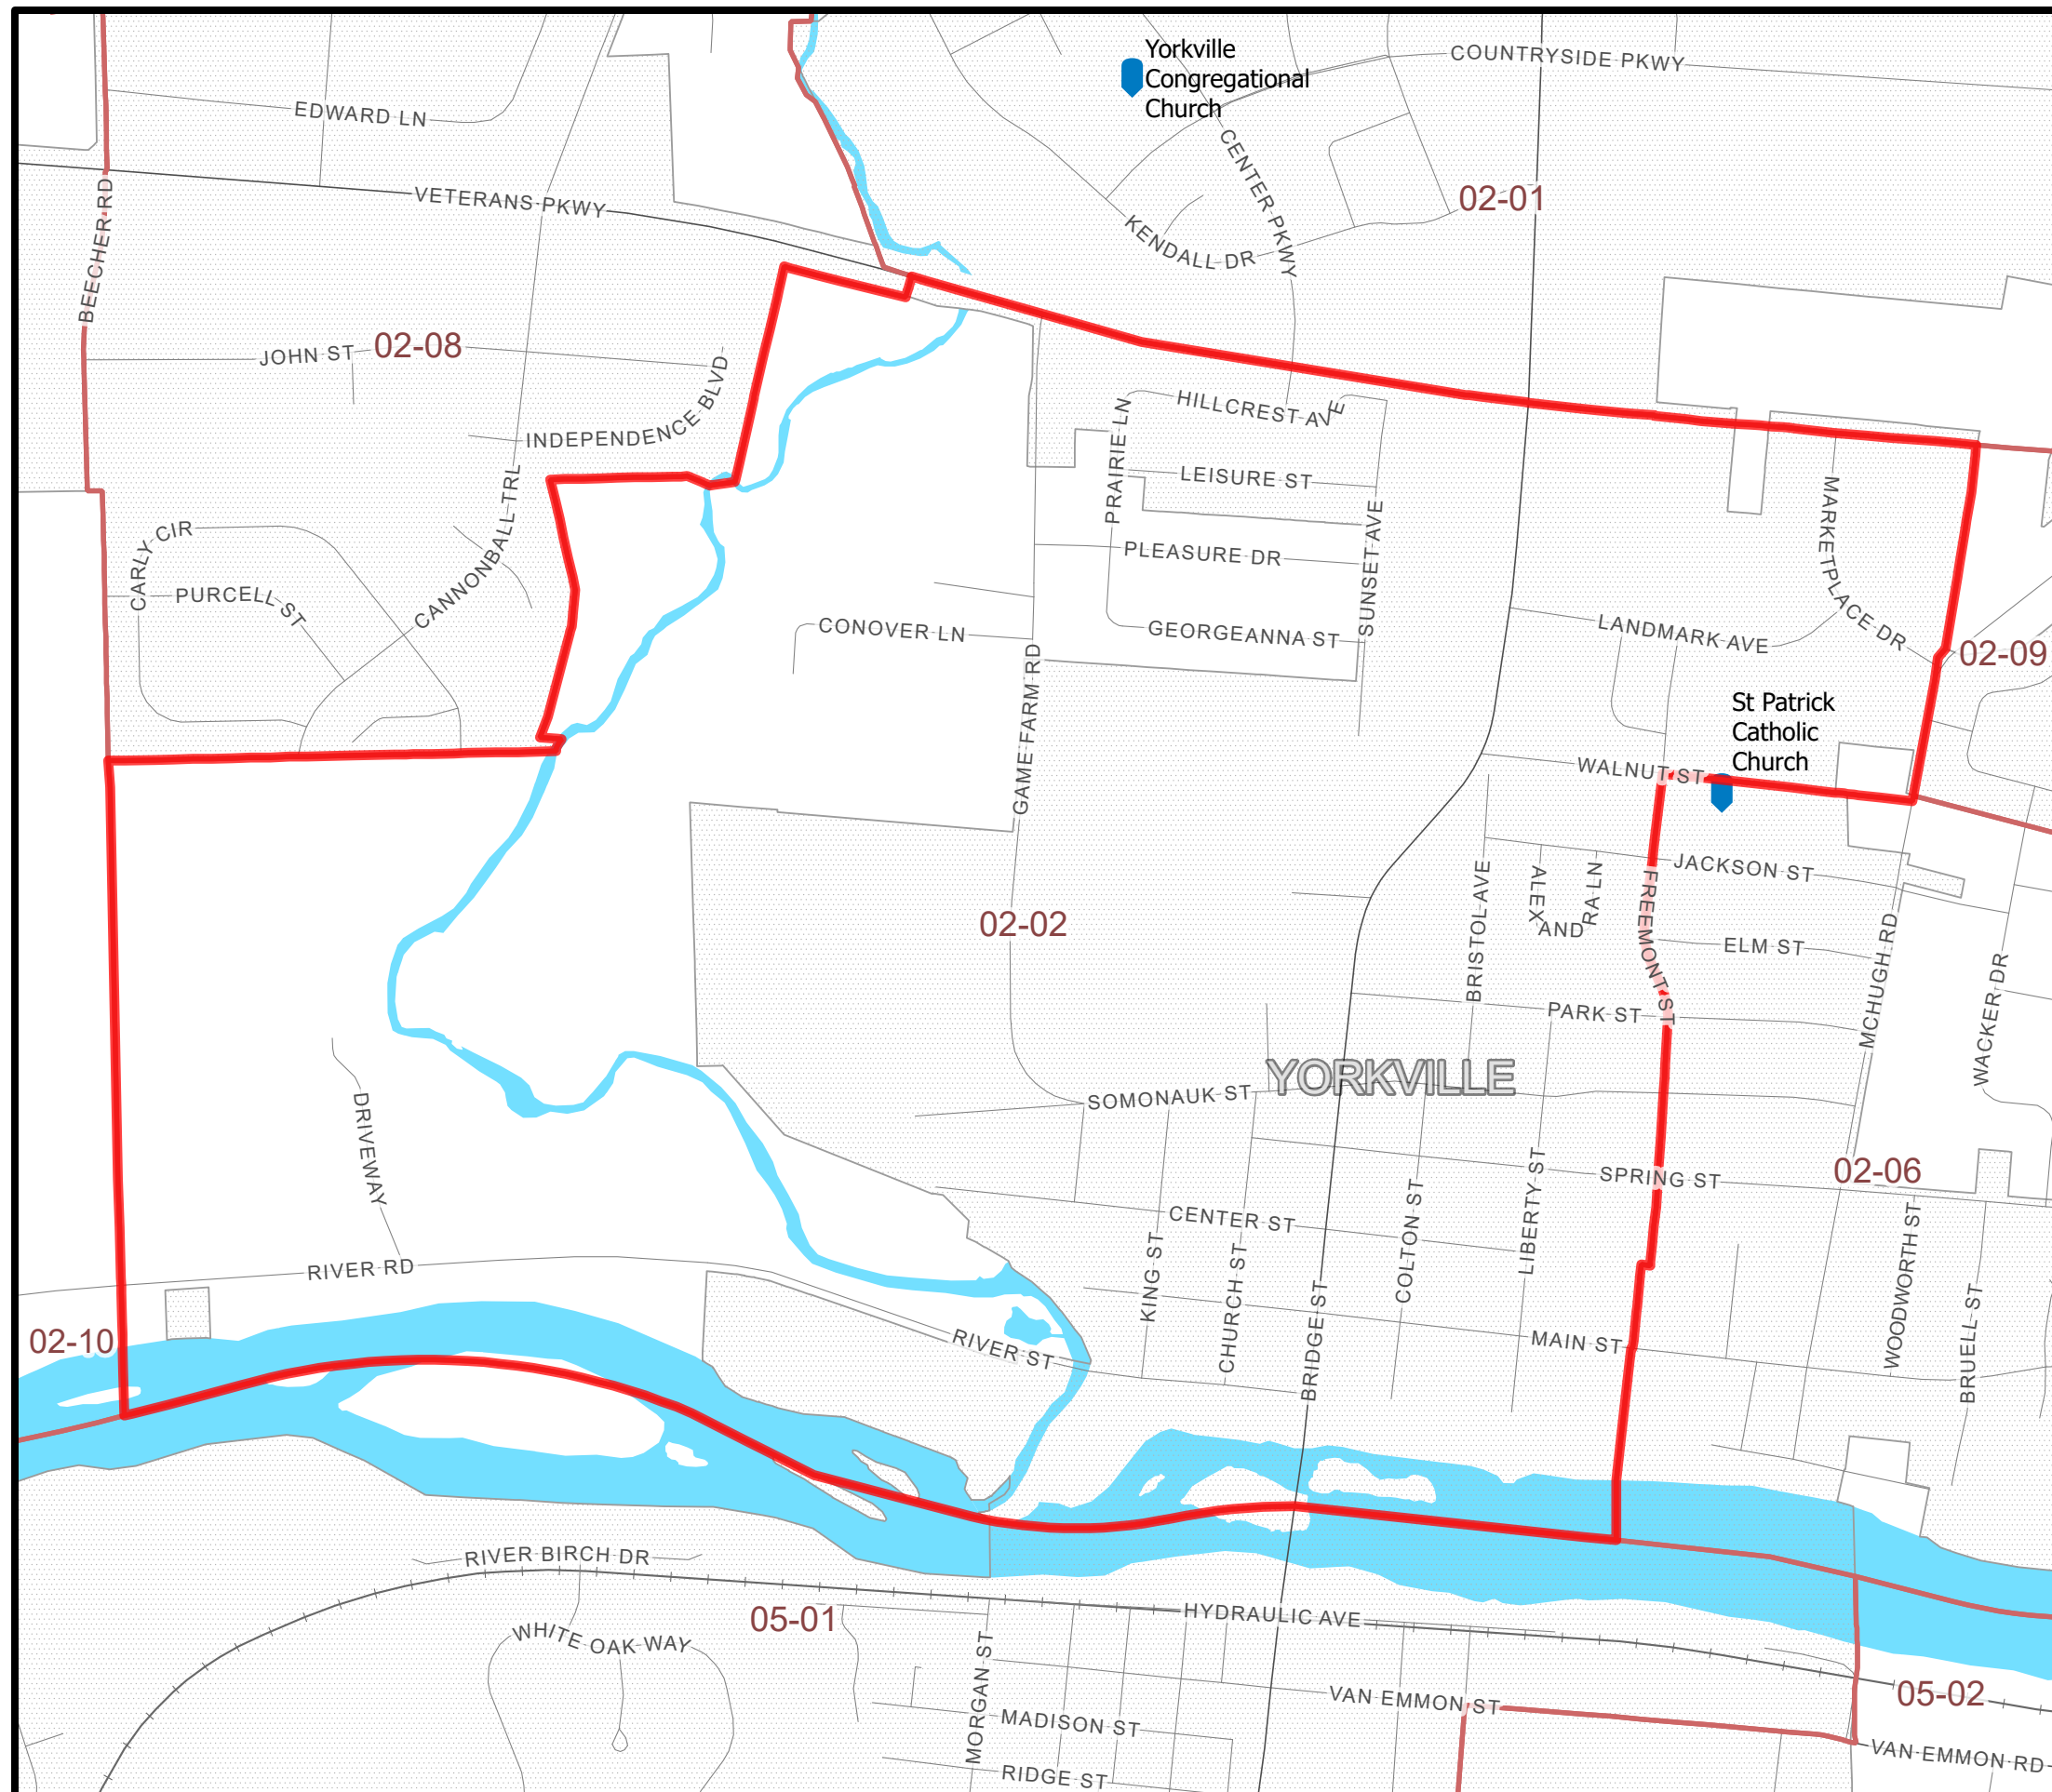 Yorkville
Congregational
Church
COUNTRYSIDE PKWY
EDWARD LN
CENTER PKWY
VETERANS PKWY
BEECHER RD
02-01
KENDALL DR
JOHN ST
02-08
INDEPENDENCE BLVD
HILLCREST AVE
PRAIRIE LN
LEISURE ST
MARKETPLACE DR
CARLY CIR
CANNONBALL TRL
PLEASURE DR
SUNSET AVE
PURCELL ST
CONOVER LN
GEORGEANNA ST
LANDMARK AVE
02-09
GAME FARM RD
St Patrick
Catholic
Church
WALNUT ST
JACKSON ST
BRISTOL AVE
ALEX
AND
RA LN
FREEMONT ST
02-02
ELM ST
MCHUGH RD
WACKER DR
PARK ST
YORKVILLE
SOMONAUK ST
DRIVEWAY
SPRING ST
02-06
LIBERTY ST
COLTON ST
CENTER ST
KING ST
CHURCH ST
WOODWORTH ST
RIVER RD
BRIDGE ST
BRUELL ST
02-10
RIVER ST
MAIN ST
RIVER BIRCH DR
05-01
HYDRAULIC AVE
WHITE OAK WAY
MORGAN ST
VAN EMMON ST
05-02
MADISON ST
VAN EMMON RD
RIDGE ST